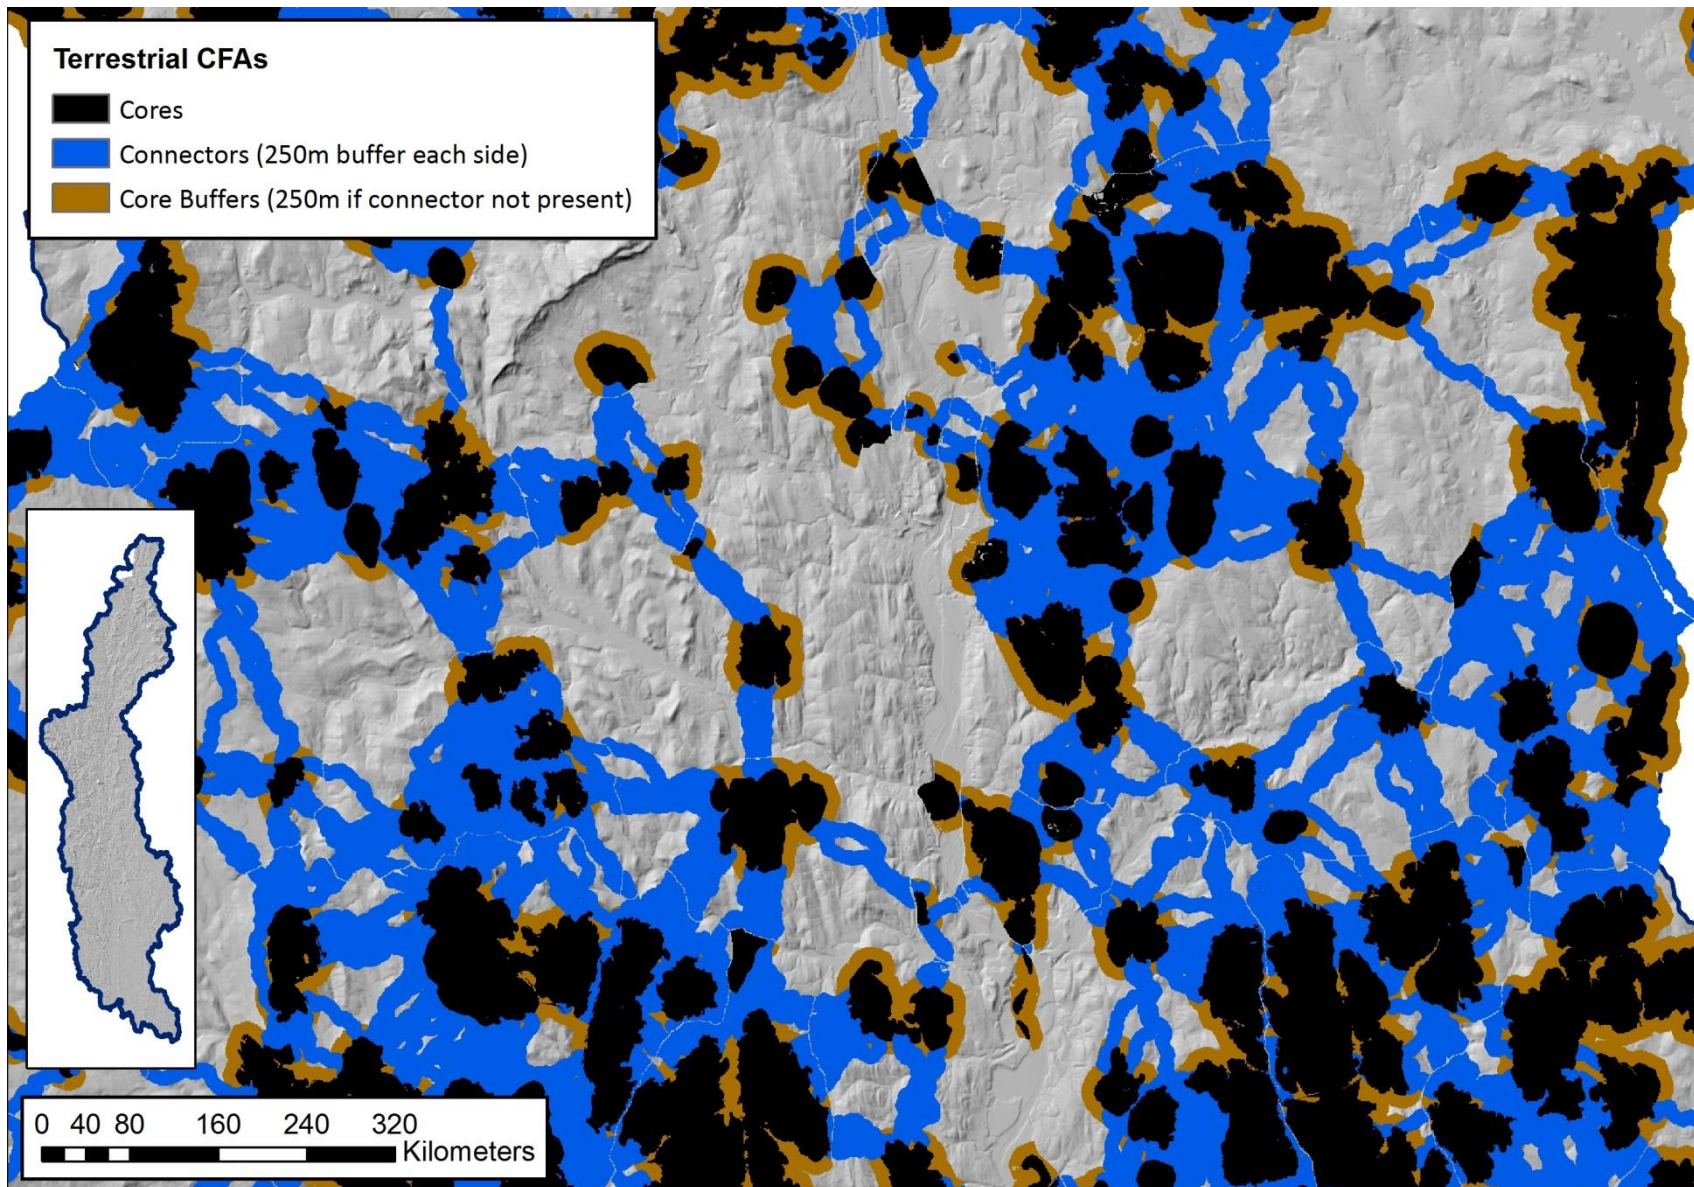 Terrestrial CFAs
Cores
Connectors (250m buffer each side)
Core Buffers (250m if connector not present)
0 40 80 160 240 320
Kilometers